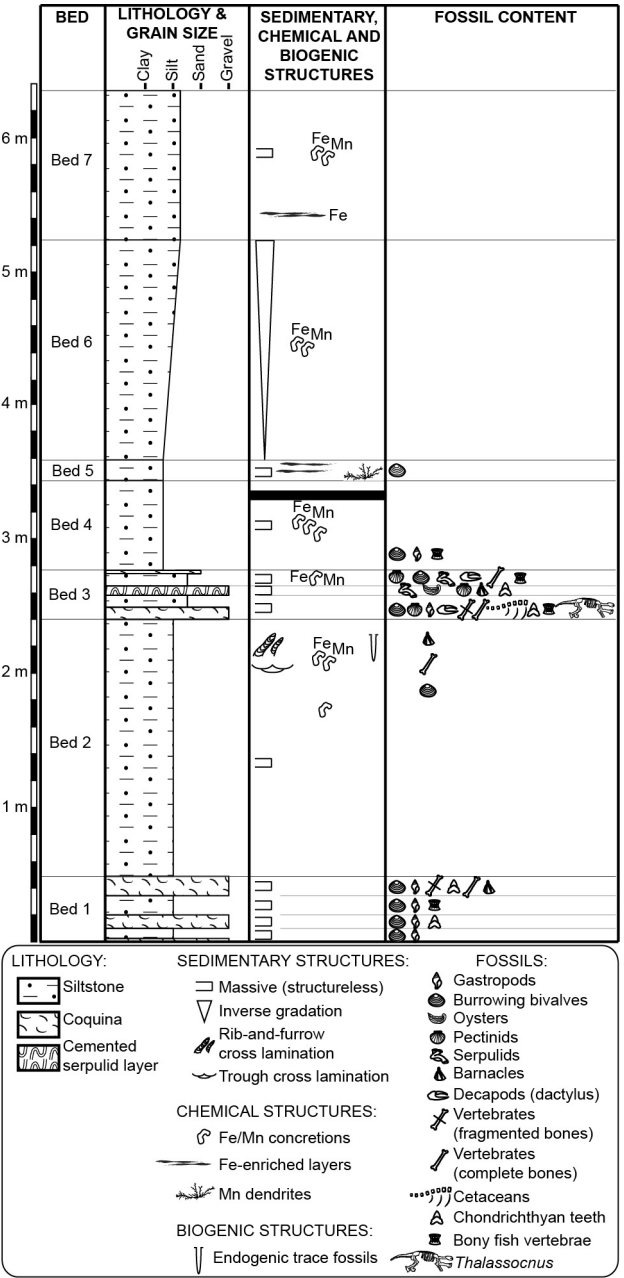 BED
LITHOLOGY &
GRAIN SIZE
Clay
Silt
Sand
Gravel
SEDIMENTARY,
CHEMICAL AND
BIOGENIC
STRUCTURES
FOSSIL CONTENT
6 m
Bed 7
Fe Mn
Fe
5 m
Bed 6
Fe Mn
4 m
Bed 5
Bed 4
Fe Mn
3 m
Bed 3
Fe Mn
2 m
Fe Mn
Bed 2
1 m
Bed 1
LITHOLOGY:
Siltstone
Coquina
Cemented
serpulid layer
SEDIMENTARY STRUCTURES:
Massive (structureless)
Inverse gradation
Rib-and-furrow
cross lamination
Trough cross lamination
CHEMICAL STRUCTURES:
Fe/Mn concretions
Fe-enriched layers
Mn dendrites
BIOGENIC STRUCTURES:
Endogenic trace fossils
FOSSILS:
Gastropods
Burrowing bivalves
Oysters
Pectinids
Serpulids
Barnacles
Decapods (dactylus)
Vertebrates
(fragmented bones)
Vertebrates
(complete bones)
Cetaceans
Chondrichthyan teeth
Bony fish vertebrae
Thalassocnus